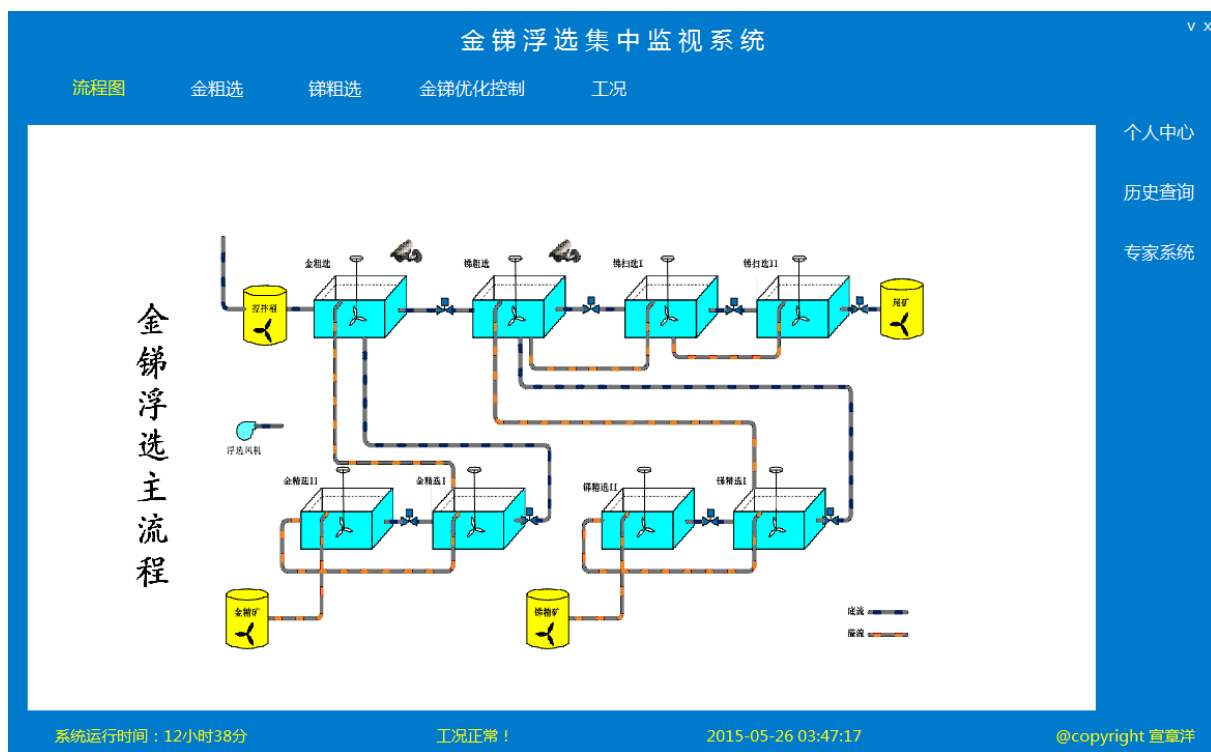 v x
金锑浮选集中监视系统
流程图 金粗选 锑粗选 金锑优化控制 工况
个人中心
历史查询
专家系统
金粗选 锑粗选 锑扫选I 锑扫选II
搅拌桶 尾矿
金锑浮选主流程
浮选风机
金精选II 金精选I 锑精选II 锑精选I
金精矿 锑精矿
底流
溢流
系统运行时间：12小时38分 工况正常！ 2015-05-26 03:47:17 @copyright 宣章洋